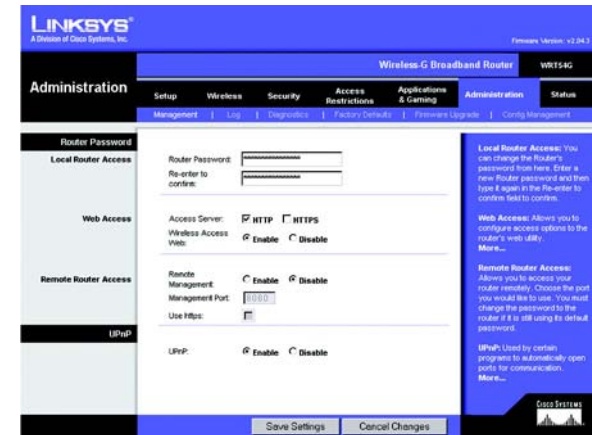 LINKSYS®
A Division of Cisco Systems, Inc.
Firmware Version: v2.04.3
Wireless-G Broadband Router WRT54G
Administration
Setup Wireless Security Access Restrictions Applications & Gaming Administration Status
Management | Log | Diagnostics | Factory Defaults | Firmware Upgrade | Config Management
Router Password
Local Router Access
Router Password:
Re-enter to
confirm:
Web Access
Access Server: HTTP HTTPS
Wireless Access
Web: Enable Disable
Remote Router Access
Remote
Management: Enable Disable
Management Port: 8080
Use https:
UPnP
UPnP: Enable Disable
Local Router
Access: You
can change the Router's
password from here. Enter a
new Router password and then
type it again in the Re-enter to
confirm field to confirm.
Web Access: Allows you to
configure access options to the
router's web utility.
More...
Remote Router Access:
Allows you to access your
router remotely. Choose the port
you would like to use. You must
change the password to the
router if it is still using its default
password.
UPnP: Used by certain
programs to automatically open
ports for communication.
More...
CISCO SYSTEMS
Save Settings Cancel Changes